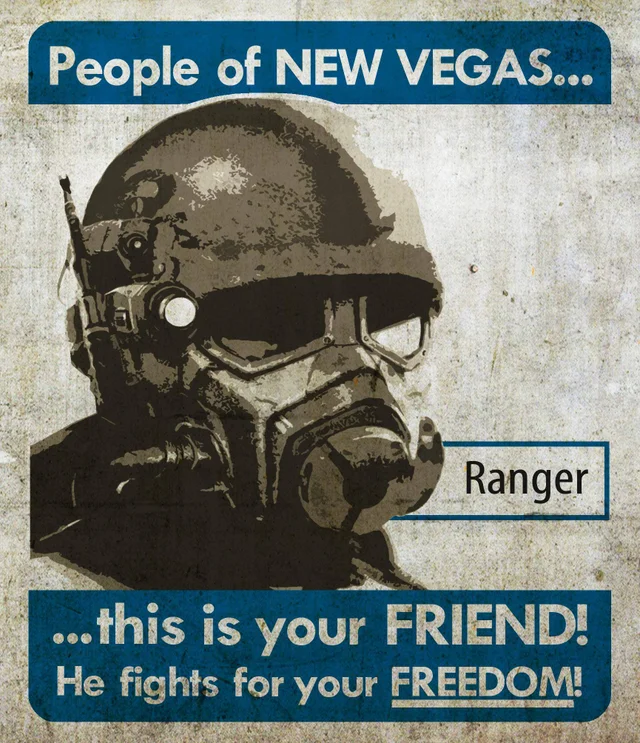 People of NEW VEGAS...
Ranger
...this is your FRIEND!
He fights for your FREEDOM!